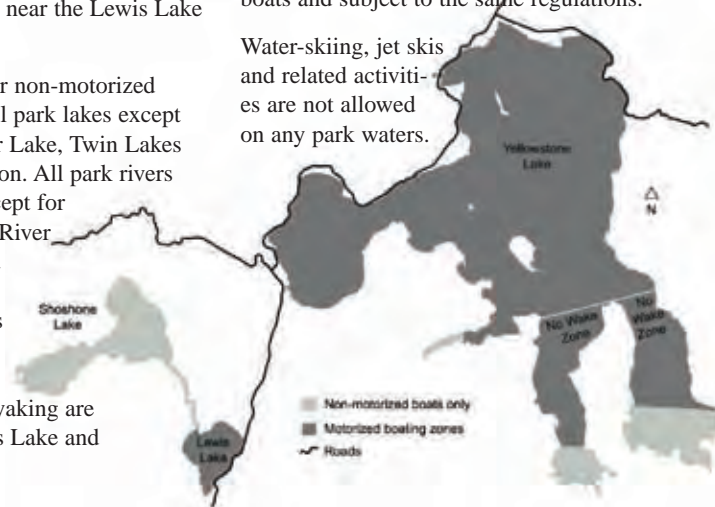 near the Lewis Lake
r non-motorized
l park lakes except
r Lake, Twin Lakes
on. All park rivers
cept for
River
s
vaking are
s Lake and
boats and subject to the same regulations.
Water-skiing, jet skis
and related activiti-
es are not allowed
on any park waters.
Yellowstone
Lake
N
Shoshone
Lake
No Wake
Zone
No
Wake
Zone
Lewis
Lake
Non-motorized boats only
Motorized boating zones
Roads